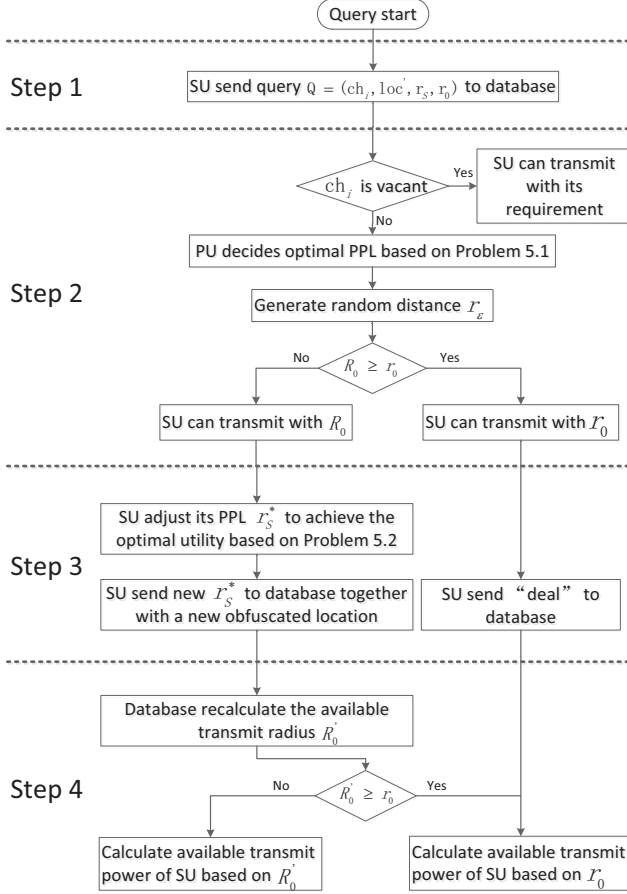 Query start
Step 1
SU send query Q = (ch_i, loc', r_S, r_0) to database
ch_i is vacant
Yes
SU can transmit
with its
requirement
No
PU decides optimal PPL based on Problem 5.1
Step 2
Generate random distance r_ε
No
R_0 ≥ r_0
Yes
SU can transmit with R_0
SU can transmit with r_0
Step 3
SU adjust its PPL r_S^* to achieve the
optimal utility based on Problem 5.2
SU send new r_S^* to database together
with a new obfuscated location
SU send “deal” to
database
Step 4
Database recalculate the available
transmit radius R_0'
No
R_0' ≥ r_0
Yes
Calculate available transmit
power of SU based on R_0'
Calculate available transmit
power of SU based on r_0